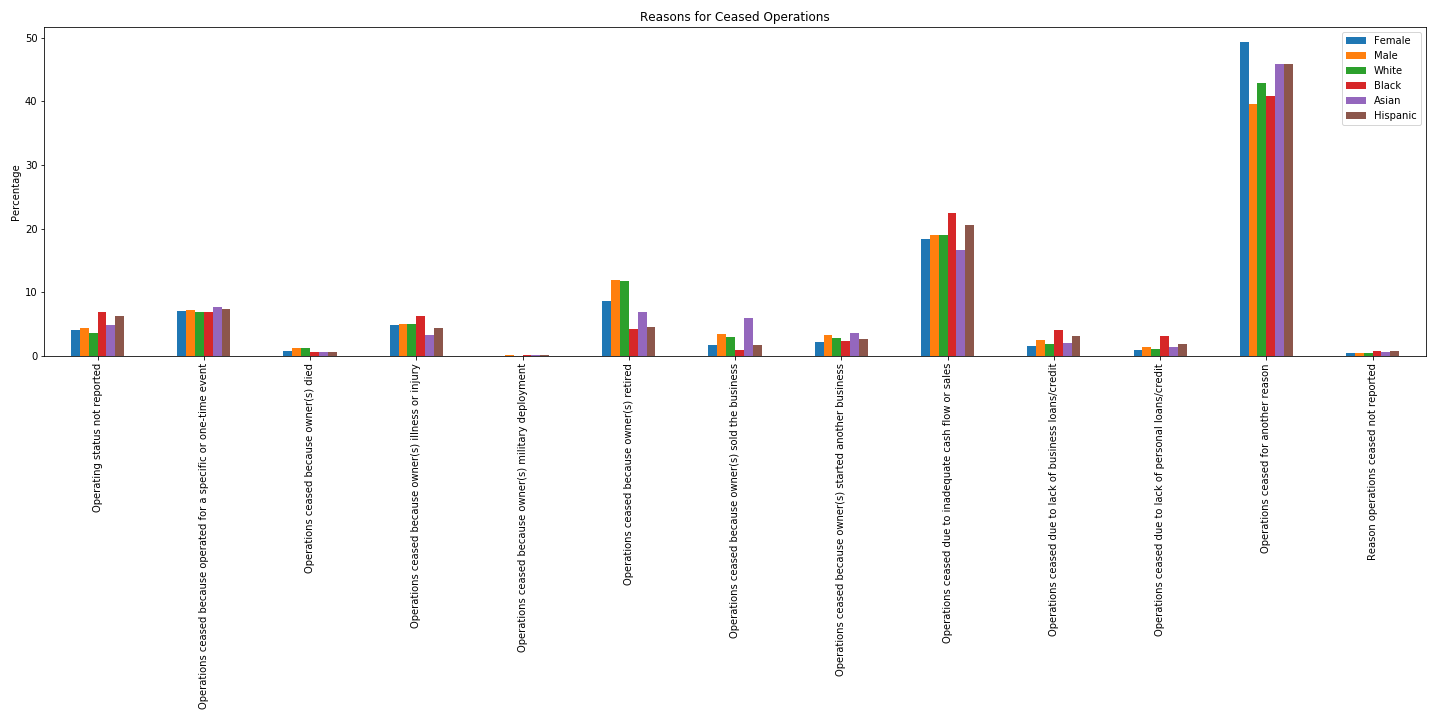 Reasons for Ceased Operations
50
40
30
20
10
0
Percentage
Female
Male
White
Black
Asian
Hispanic
Operating status not reported
Operations ceased because operated for a specific or one-time event
Operations ceased because owner(s) died
Operations ceased because owner(s) illness or injury
Operations ceased because owner(s) military deployment
Operations ceased because owner(s) retired
Operations ceased because owner(s) sold the business
Operations ceased because owner(s) started another business
Operations ceased due to inadequate cash flow or sales
Operations ceased due to lack of business loans/credit
Operations ceased due to lack of personal loans/credit
Operations ceased for another reason
Reason operations ceased not reported